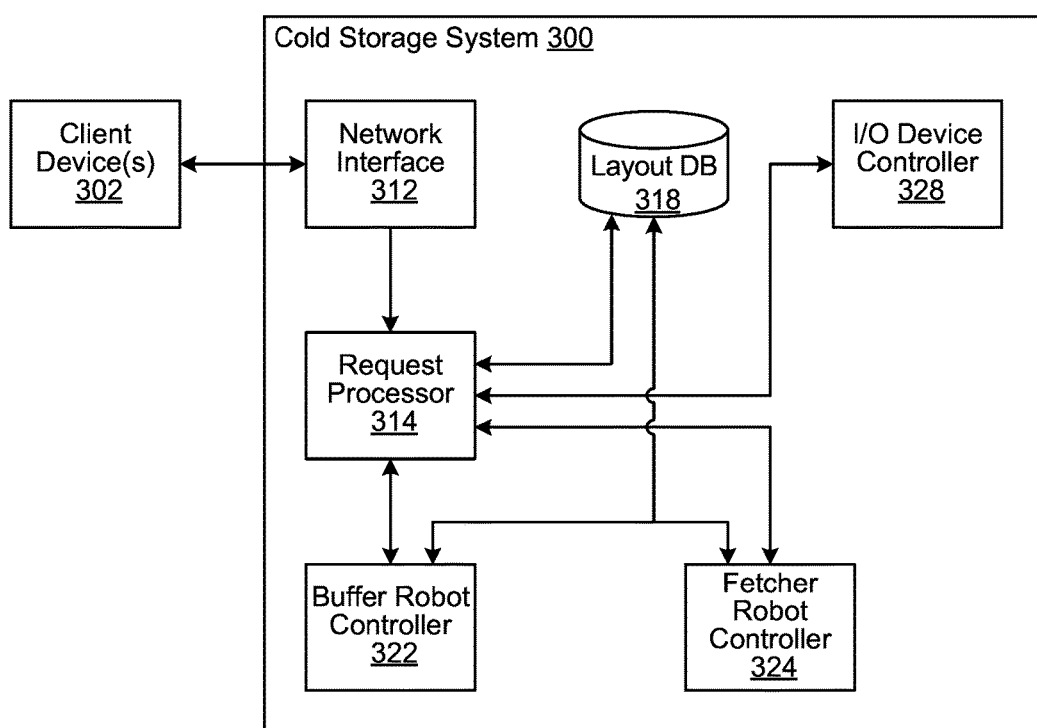 Cold Storage System 300
Client
Device(s)
302
Network
Interface
312
Layout DB
318
I/O Device
Controller
328
Request
Processor
314
Buffer Robot
Controller
322
Fetcher
Robot
Controller
324